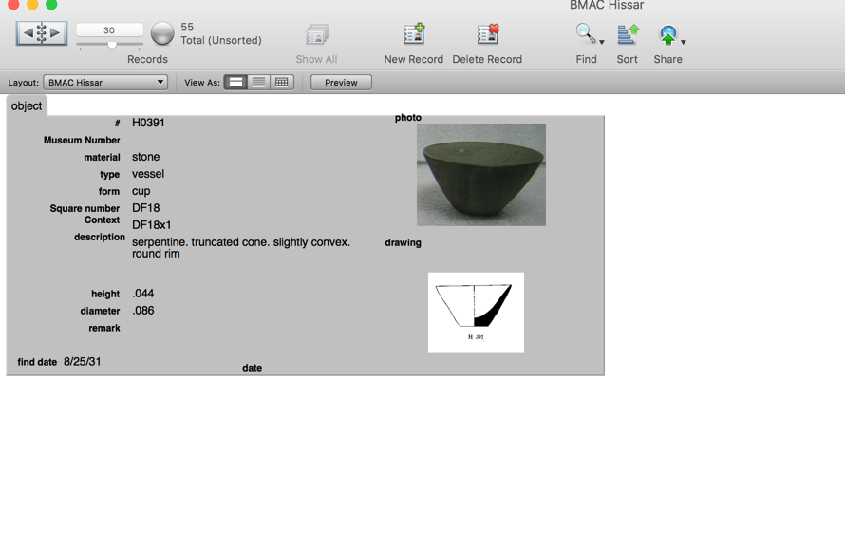 BMAC Hissar
30
55
Total (Unsorted)
Records
Show All
New Record
Delete Record
Find
Sort
Share
Layout: BMAC Hissar
View As:
Preview
object
# H0391
Museum Number
material stone
type vessel
form cup
Square number DF18
Context DF18x1
description serpentine. truncated cone. slightly convex.
round rim
height .044
diameter .086
remark
find date 8/25/31
date
photo
drawing
H